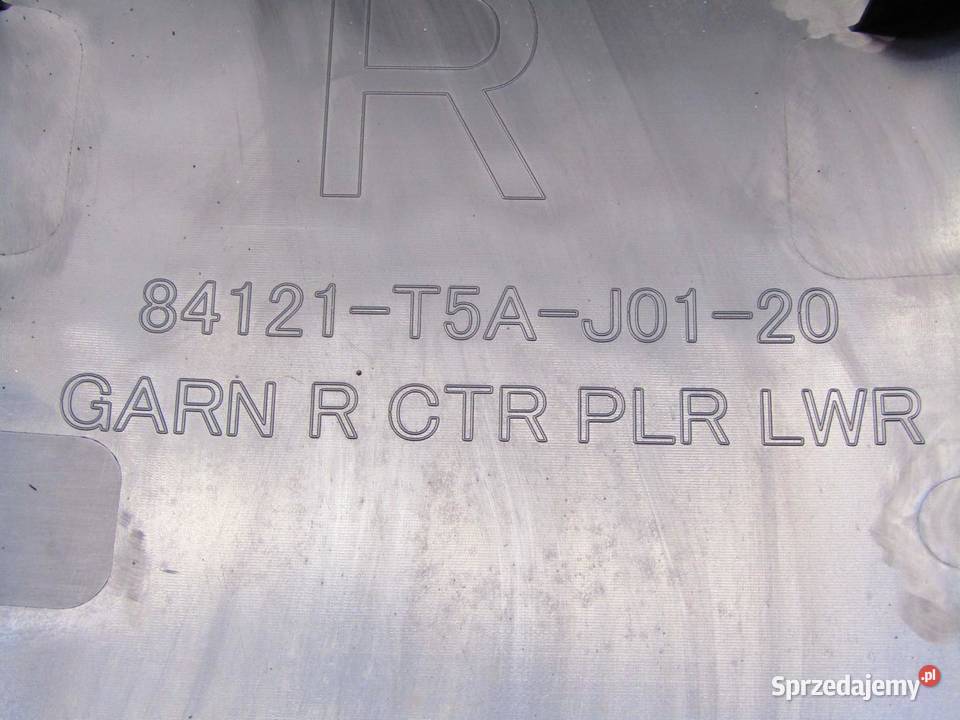 R
84121-T5A-J01-20
GARN R CTR PLR LWR
Sprzedajemy.pl